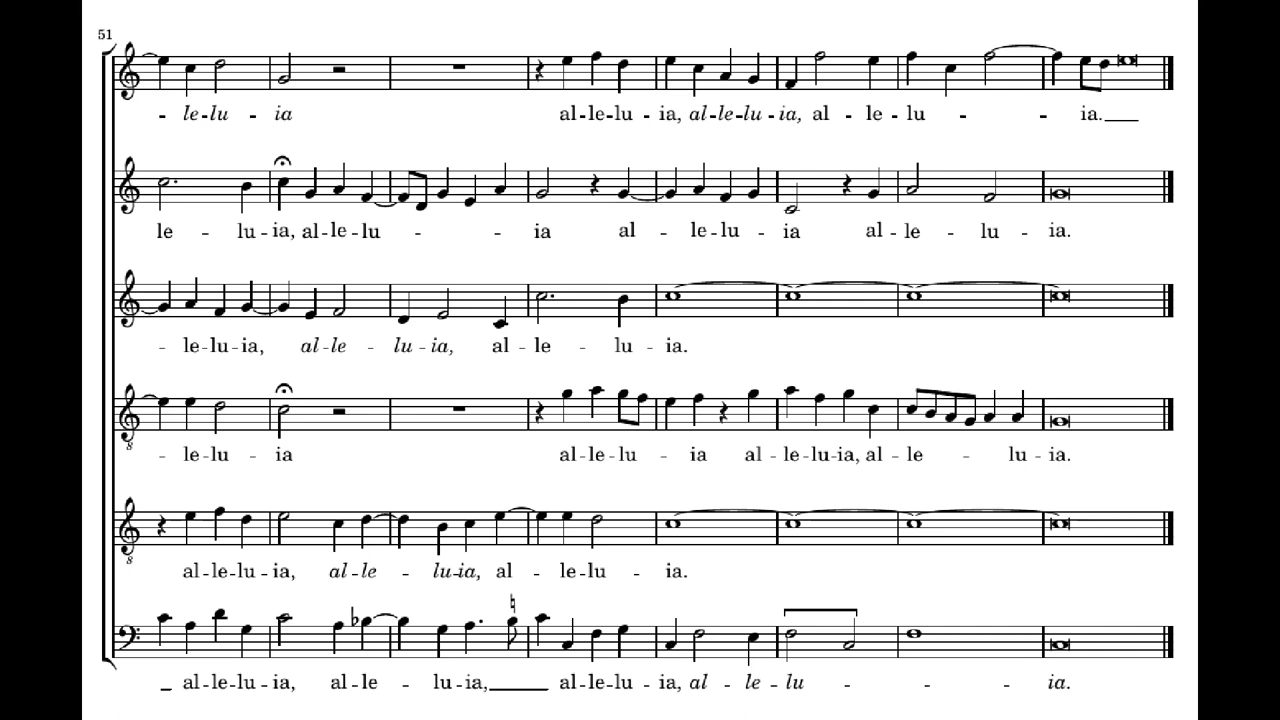 51
- le - lu - ia al - le - lu - ia, al - le - lu - ia, al - le - lu - - ia.
le - lu - ia, al - le - lu - - - ia al - le - lu - ia al - le - lu - ia.
- le - lu - ia, al - le - lu - ia, al - le - lu - ia.
8
- le - lu - ia al - le - lu - ia al - le - lu - ia, al - le - - lu - ia.
8
al - le - lu - ia, al - le - lu - ia, al - le - lu - ia.
al - le - lu - ia, al - le - lu - ia, al - le - lu - ia, al - le - lu - - - ia.